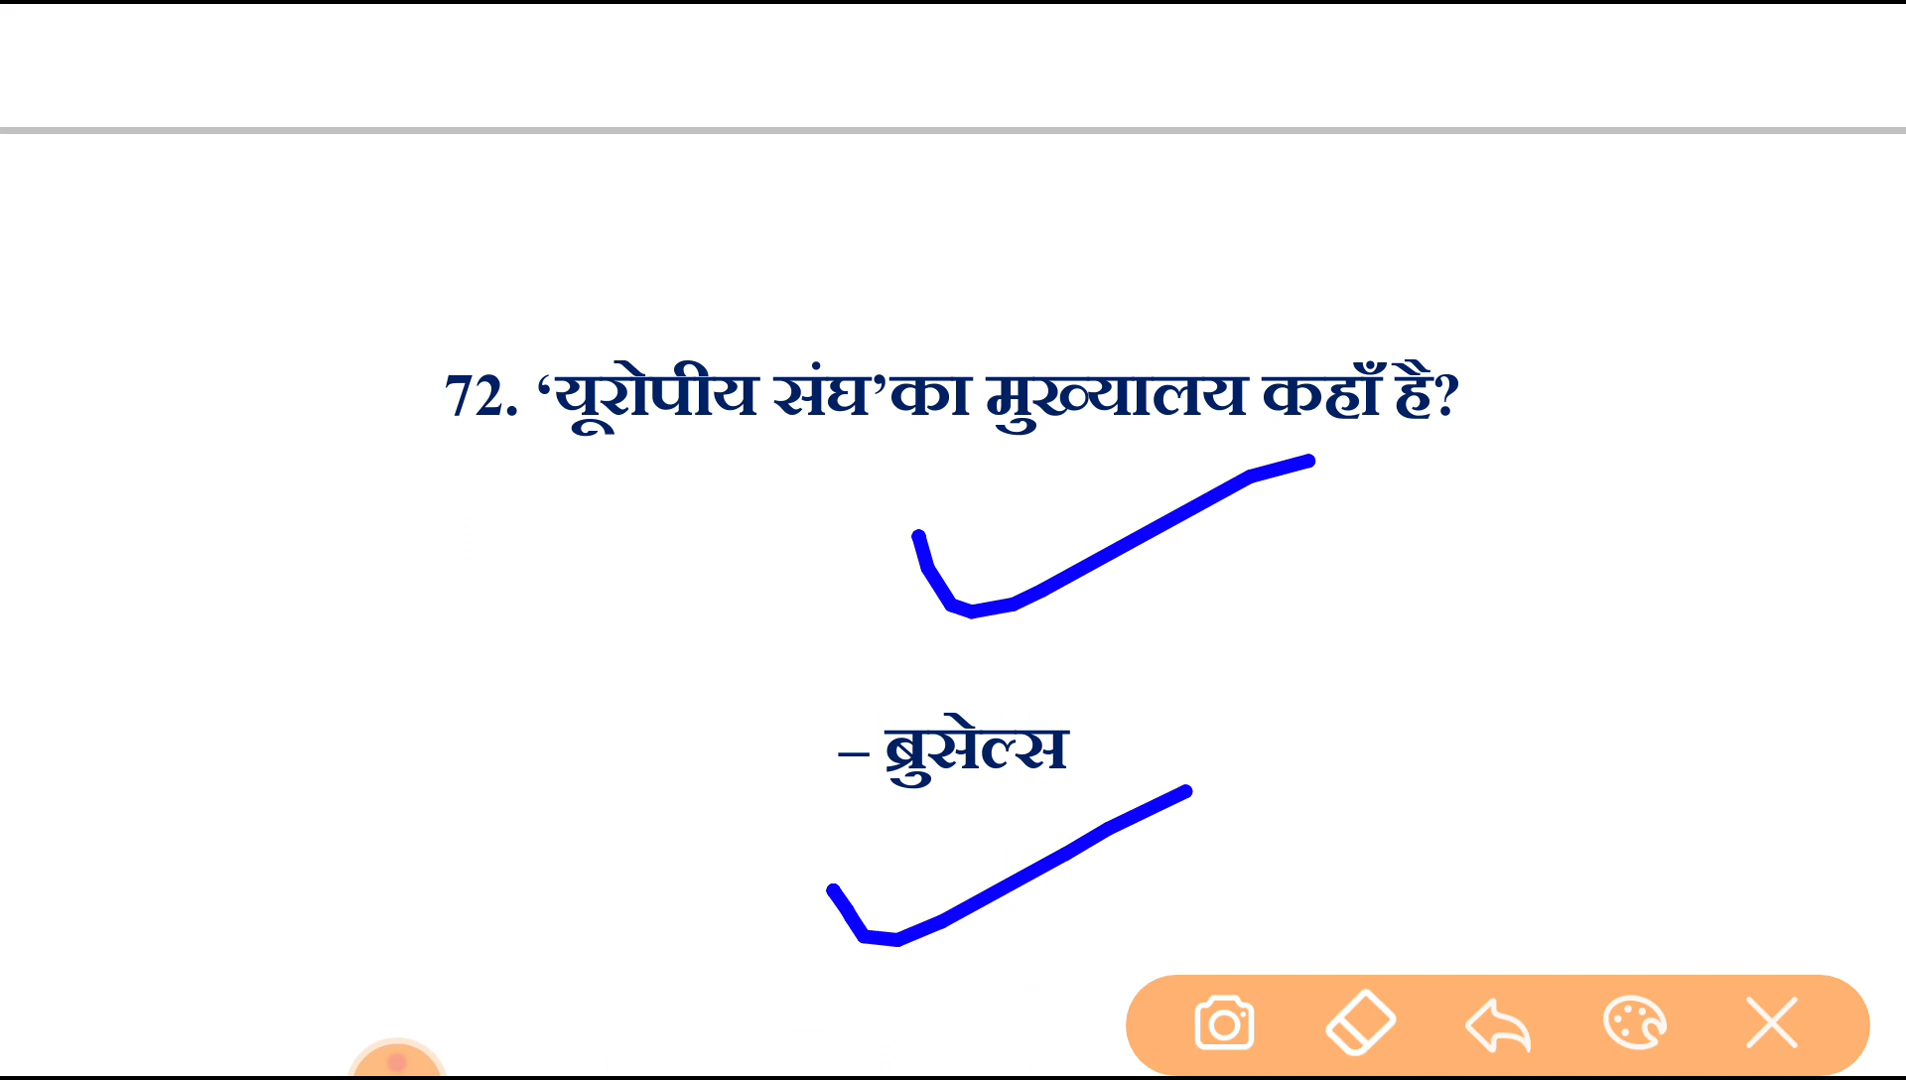 72. ‘यूरोपीय संघ’का मुख्यालय कहाँ है?
– ब्रुसेल्स